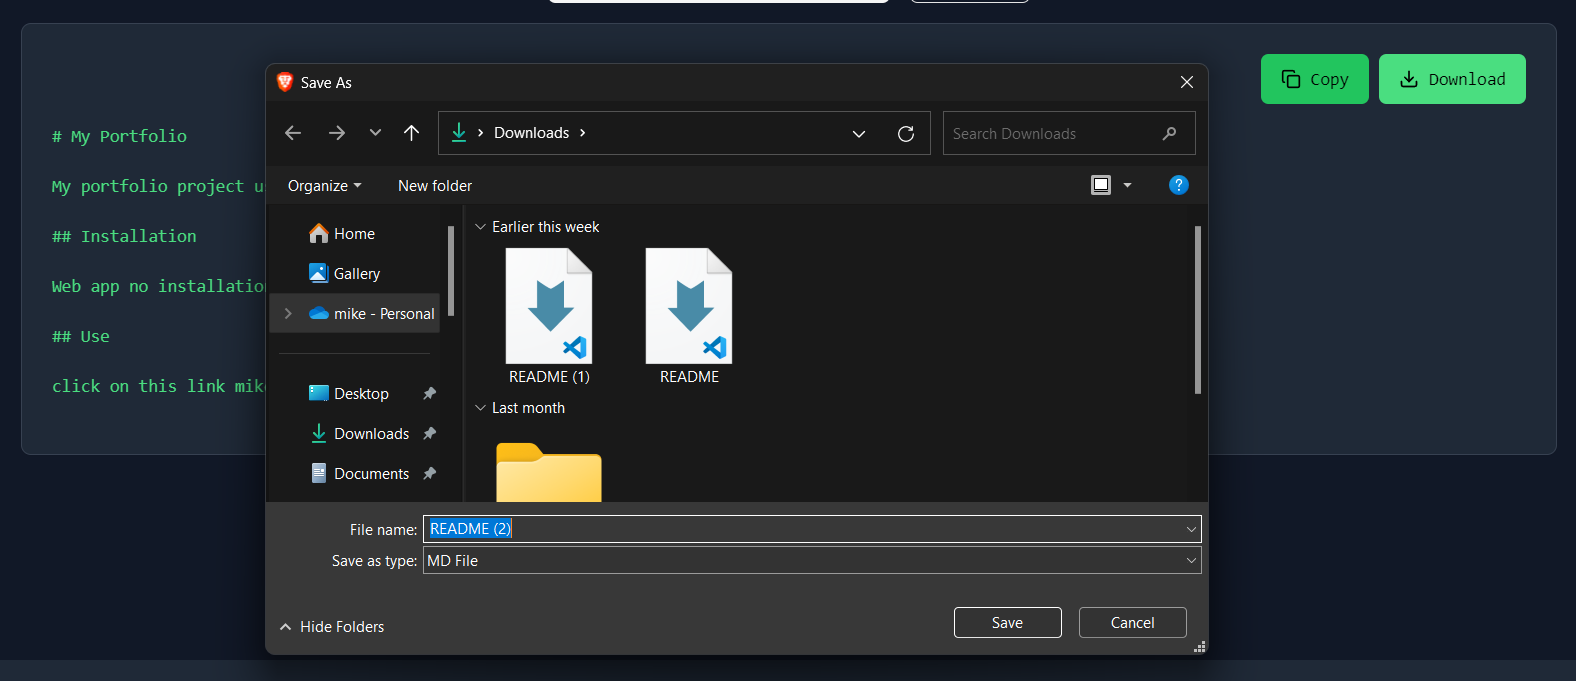 Copy
Download
# My Portfolio
My portfolio project u
## Installation
Web app no installatio
## Use
click on this link mik
Save As
Downloads
Search Downloads
Organize
New folder
?
Home
Gallery
mike - Personal
Desktop
Downloads
Documents
Earlier this week
README (1)
README
Last month
File name:
README (2)
Save as type:
MD File
Hide Folders
Save
Cancel